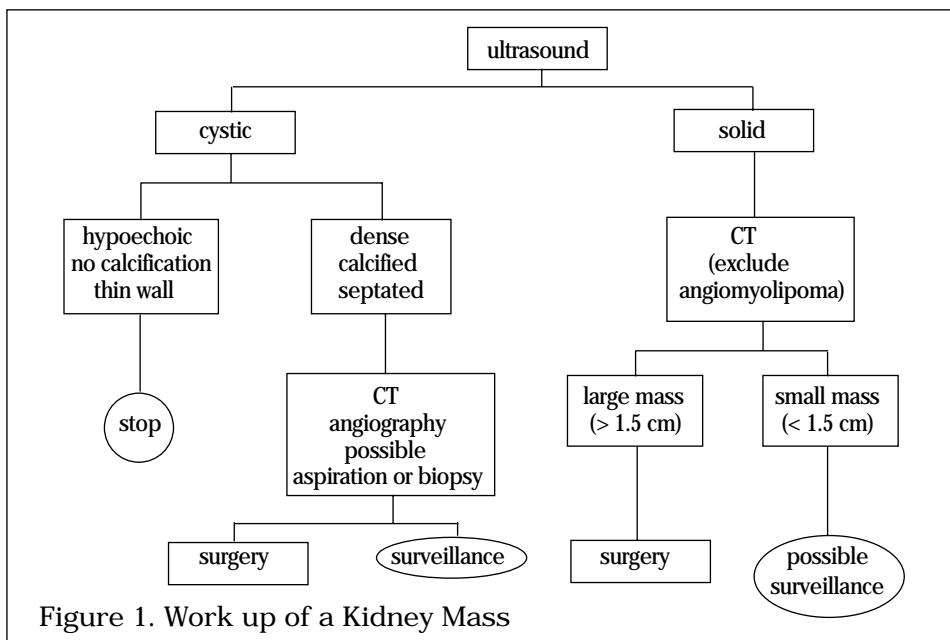 ultrasound
cystic
solid
hypoechoic
no calcification
thin wall
dense
calcified
septated
CT
(exclude
angiomyolipoma)
stop
CT
angiography
possible
aspiration or biopsy
large mass
(> 1.5 cm)
small mass
(< 1.5 cm)
surgery
surveillance
surgery
possible
surveillance
Figure 1. Work up of a Kidney Mass